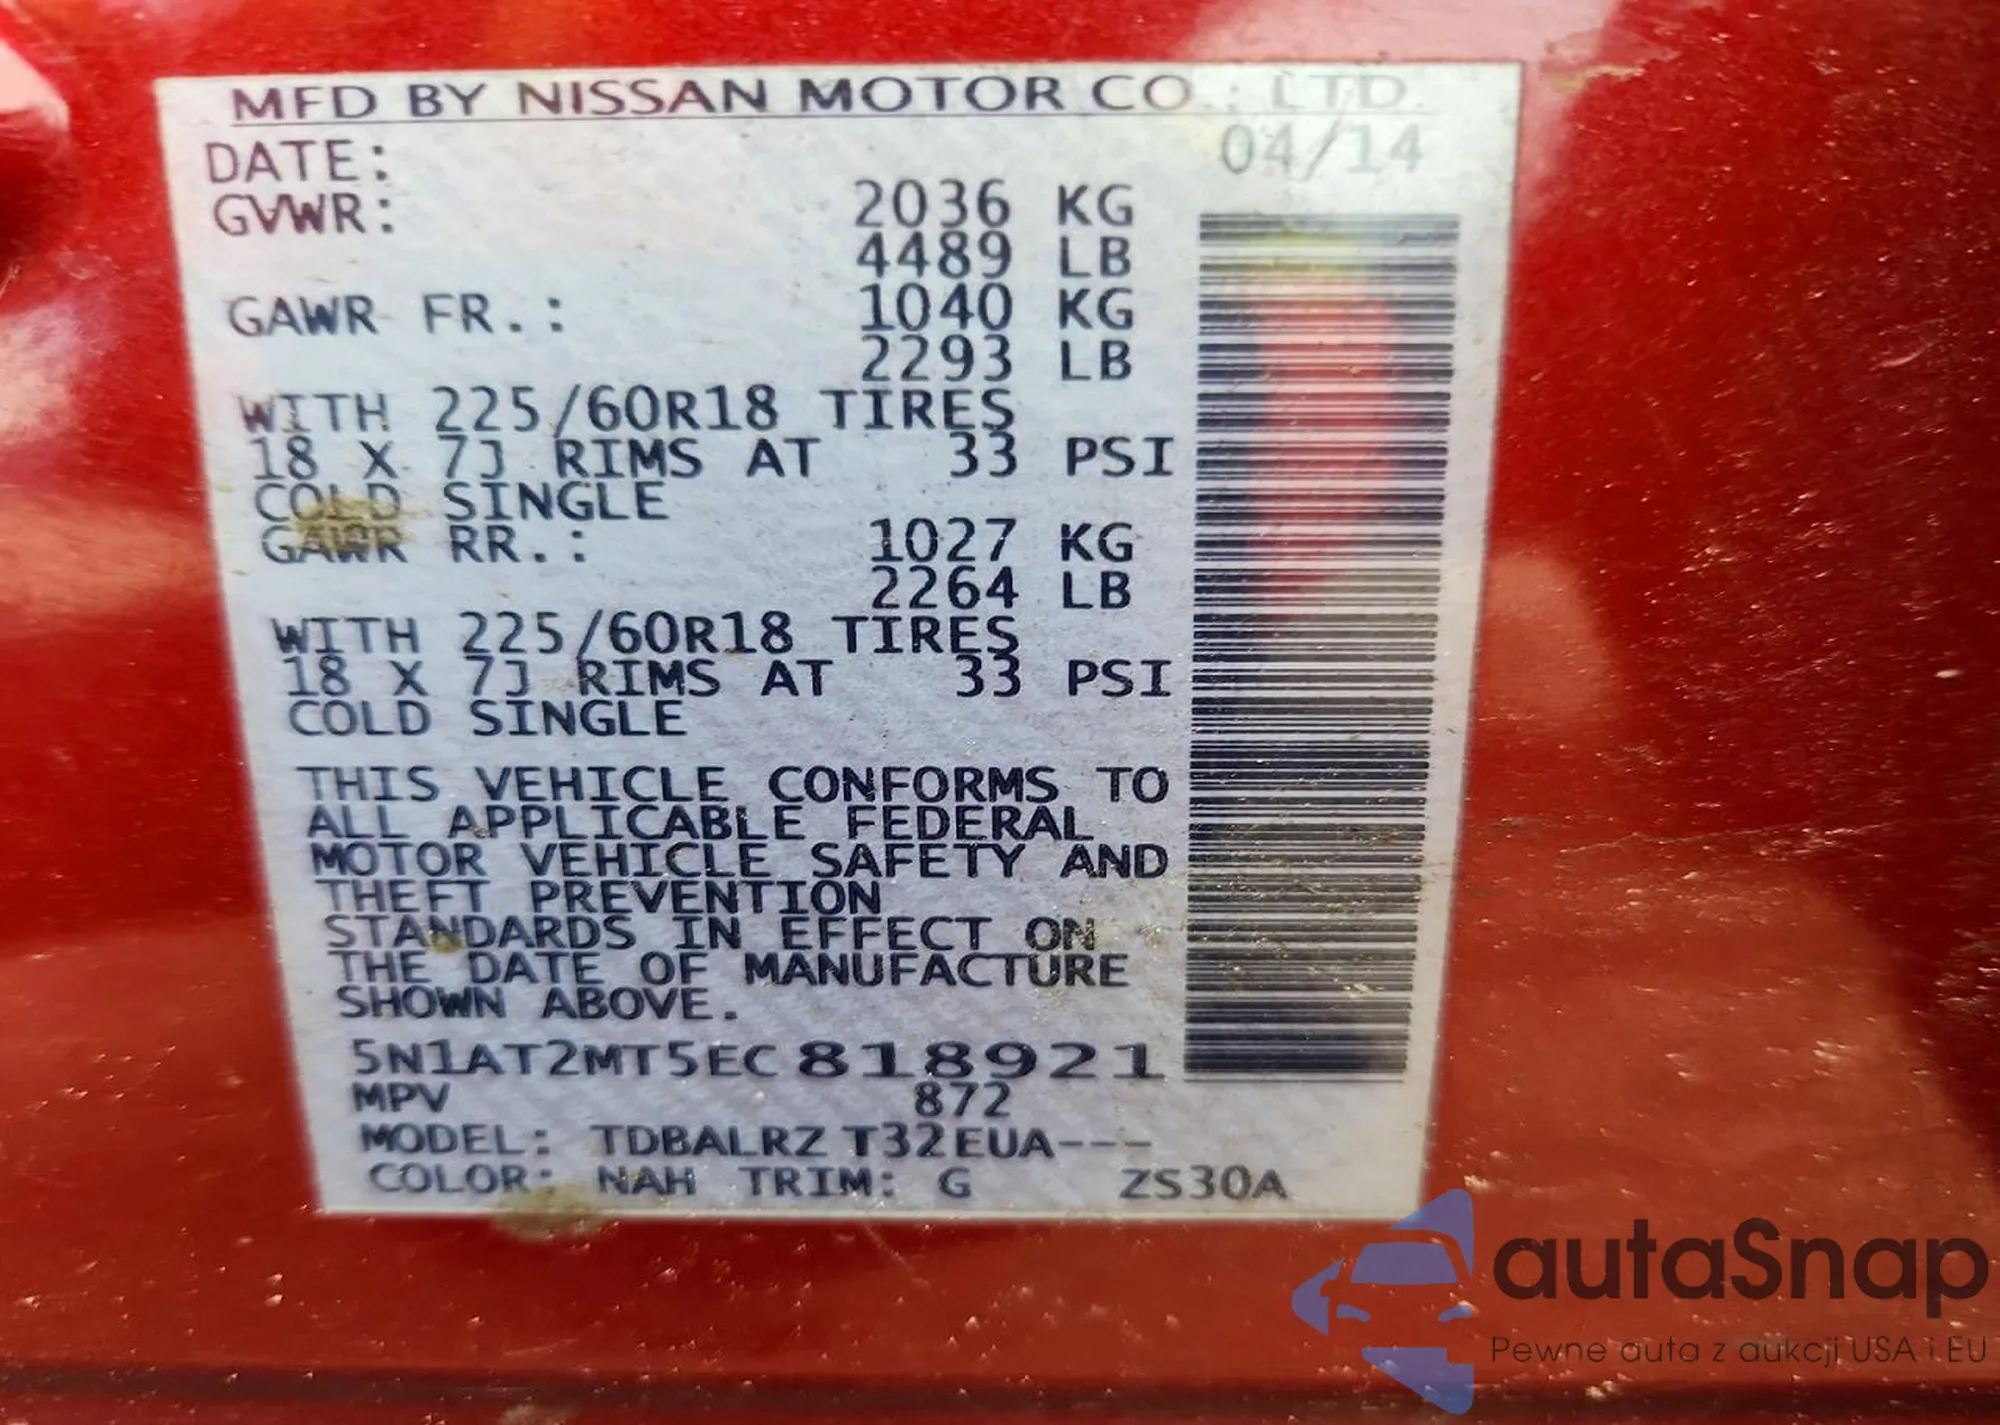 MFD BY NISSAN MOTOR CO., LTD.
DATE: 04/14
GVWR: 2036 KG
4489 LB
GAWR FR.: 1040 KG
2293 LB
WITH 225/60R18 TIRES
18 X 7J RIMS AT 33 PSI
COLD SINGLE
GAWR RR.: 1027 KG
2264 LB
WITH 225/60R18 TIRES
18 X 7J RIMS AT 33 PSI
COLD SINGLE
THIS VEHICLE CONFORMS TO
ALL APPLICABLE FEDERAL
MOTOR VEHICLE SAFETY AND
THEFT PREVENTION
STANDARDS IN EFFECT ON
THE DATE OF MANUFACTURE
SHOWN ABOVE.
5N1AT2MT5EC818921
MPV 872
MODEL: TDBALRZ T32EUA---
COLOR: NAH TRIM: G ZS30A
autaSnap
Pewne auta z aukcji USA i EU